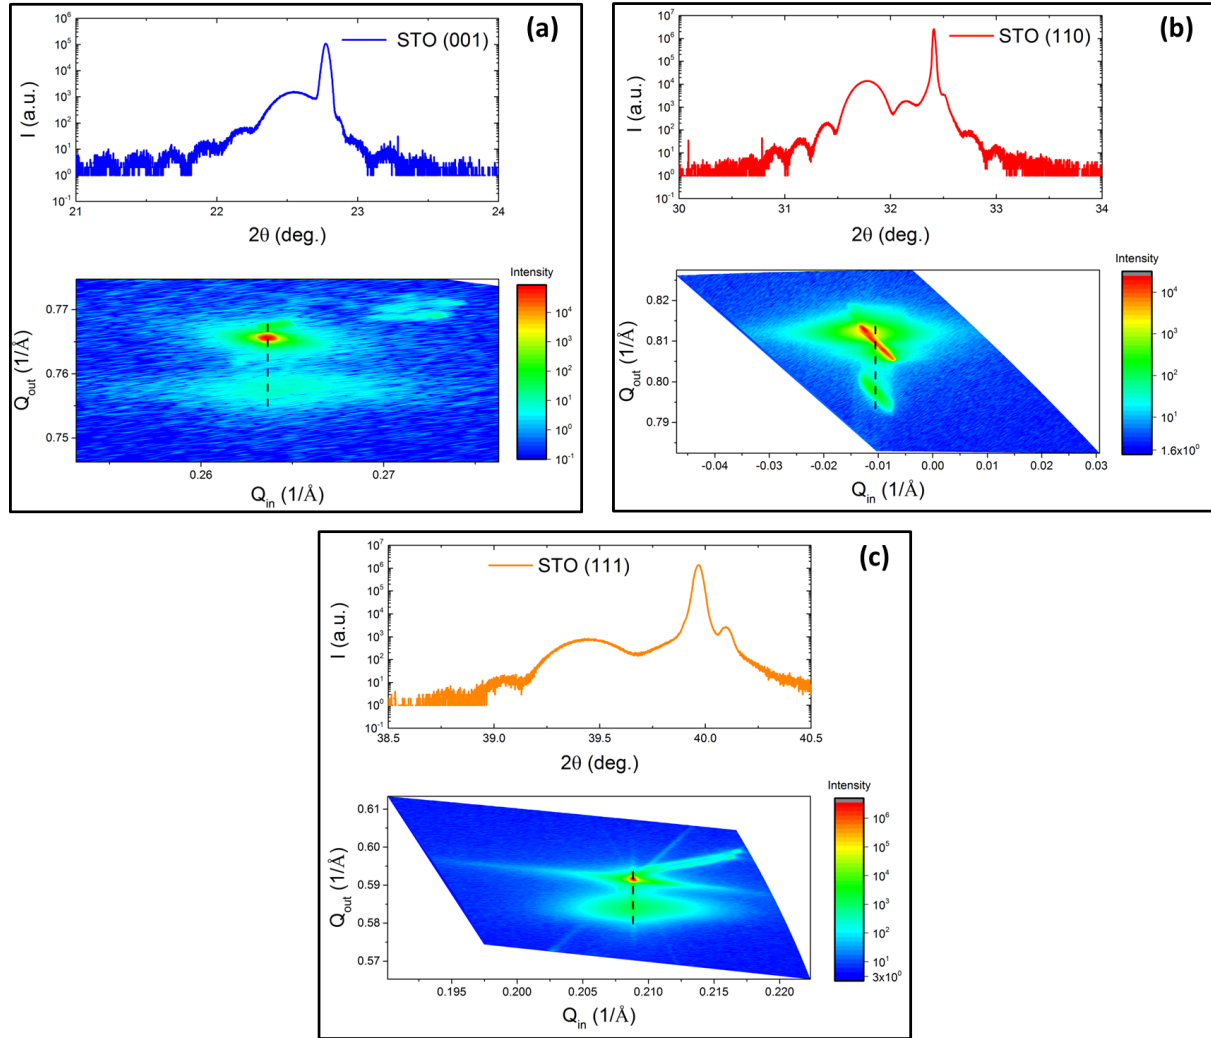 (a)
STO (001)
I (a.u.)
10⁶
10⁵
10⁴
10³
10²
10¹
10⁰
10⁻¹
21 22 23 24
2θ (deg.)
Intensity
Q_out (1/Å)
0.77
0.76
0.75
0.26 0.27
Q_in (1/Å)
10⁴
10³
10²
10¹
10⁰
10⁻¹
(b)
STO (110)
I (a.u.)
10⁷
10⁶
10⁵
10⁴
10³
10²
10¹
10⁰
10⁻¹
30 31 32 33 34
2θ (deg.)
Intensity
Q_out (1/Å)
0.82
0.81
0.80
0.79
-0.04 -0.03 -0.02 -0.01 0.00 0.01 0.02 0.03
Q_in (1/Å)
10⁴
10³
10²
10¹
1.6x10⁰
(c)
STO (111)
I (a.u.)
10⁷
10⁶
10⁵
10⁴
10³
10²
10¹
10⁰
10⁻¹
38.5 39.0 39.5 40.0 40.5
2θ (deg.)
Intensity
Q_out (1/Å)
0.61
0.60
0.59
0.58
0.57
0.195 0.200 0.205 0.210 0.215 0.220
Q_in (1/Å)
10⁶
10⁵
10⁴
10³
10²
10¹
3x10⁰